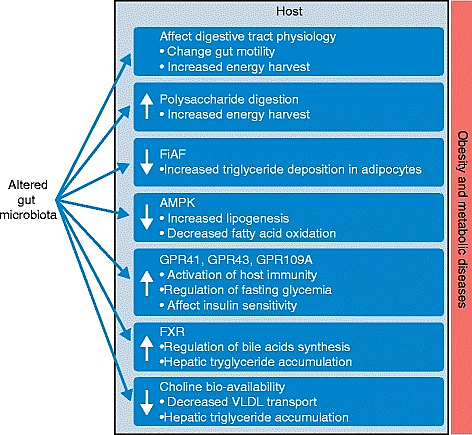 Host
Affect digestive tract physiology
• Change gut motility
• Increased energy harvest
Polysaccharide digestion
• Increased energy harvest
FiAF
•Increased triglyceride deposition in adipocytes
Altered
gut
microbiota
AMPK
• Increased lipogenesis
• Decreased fatty acid oxidation
GPR41, GPR43, GPR109A
• Activation of host immunity
•Regulation of fasting glycemia
•Affect insulin sensitivity
FXR
•Regulation of bile acids synthesis
•Hepatic tryglyceride accumulation
Choline bio-availability
• Decreased VLDL transport
•Hepatic triglyceride accumulation
Obesity and metabolic diseases